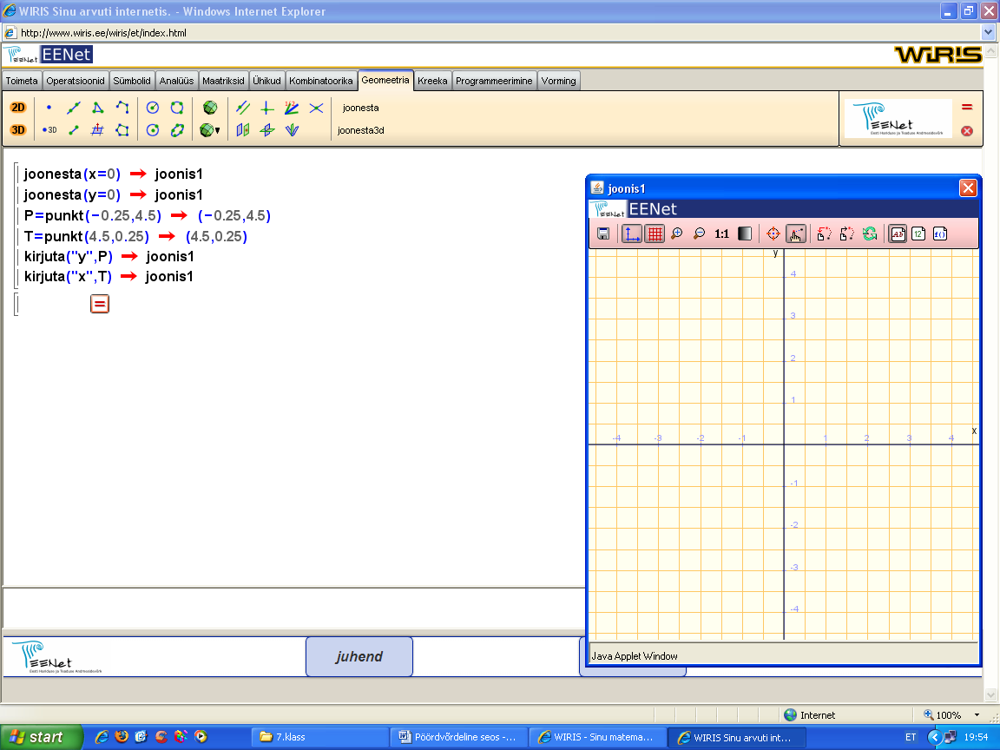 WIRIS Sinu arvuti internetis. - Windows Internet Explorer
http://www.wiris.ee/wiris/et/index.html
EENet EENet WIRIS
Toimeta Operatsioonid Sümbolid Analüüs Maatriksid Ühikud Kombinatoorika Geomeetria Kreeka Programmeerimine Vorming
2D joonesta
3D 3D joonesta3d
EENet
Eesti Hariduse ja Teaduse Andmesidevõrk
joonesta(x=0) → joonis1
joonesta(y=0) → joonis1
P=punkt(−0.25,4.5) → (−0.25,4.5)
T=punkt(4.5,0.25) → (4.5,0.25)
kirjuta("y",P) → joonis1
kirjuta("x",T) → joonis1
=
joonis1
EENet EENet
1:1 Ab 12 f()
y
4
3
2
1
x
-4 -3 -2 -1 1 2 3 4
-1
-2
-3
-4
Java Applet Window
EENet
Eesti Hariduse ja Teaduse Andmesidevõrk
juhend
Internet 100%
start 7.klass Pöördvõrdeline seos -... WIRIS - Sinu matema... WIRIS Sinu arvuti int... ET 19:54